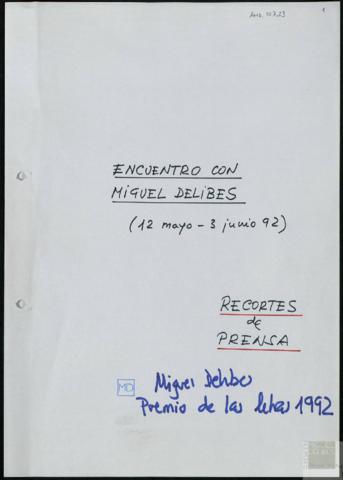 1
ENCUENTRO CON
MIGUEL DELIBES
(12 mayo - 3 junio 92)
RECORTES
de
PRENSA
MD
Miguel Delibes
Premio de las letras 1992